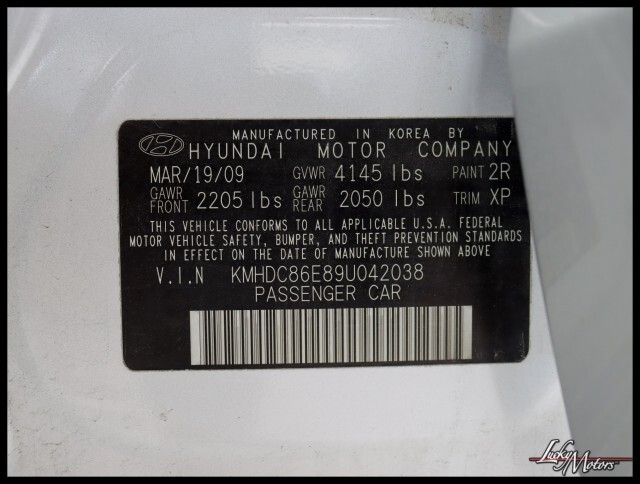 MANUFACTURED IN KOREA BY
HYUNDAI MOTOR COMPANY
MAR/19/09 GVWR 4145 lbs PAINT 2R
GAWR FRONT 2205 lbs GAWR REAR 2050 lbs TRIM XP
THIS VEHICLE CONFORMS TO ALL APPLICABLE U.S.A. FEDERAL
MOTOR VEHICLE SAFETY, BUMPER, AND THEFT PREVENTION STANDARDS
IN EFFECT ON THE DATE OF MANUFACTURE SHOWN ABOVE
V.I.N KMHDC86E89U042038
PASSENGER CAR
Lucky
Motors